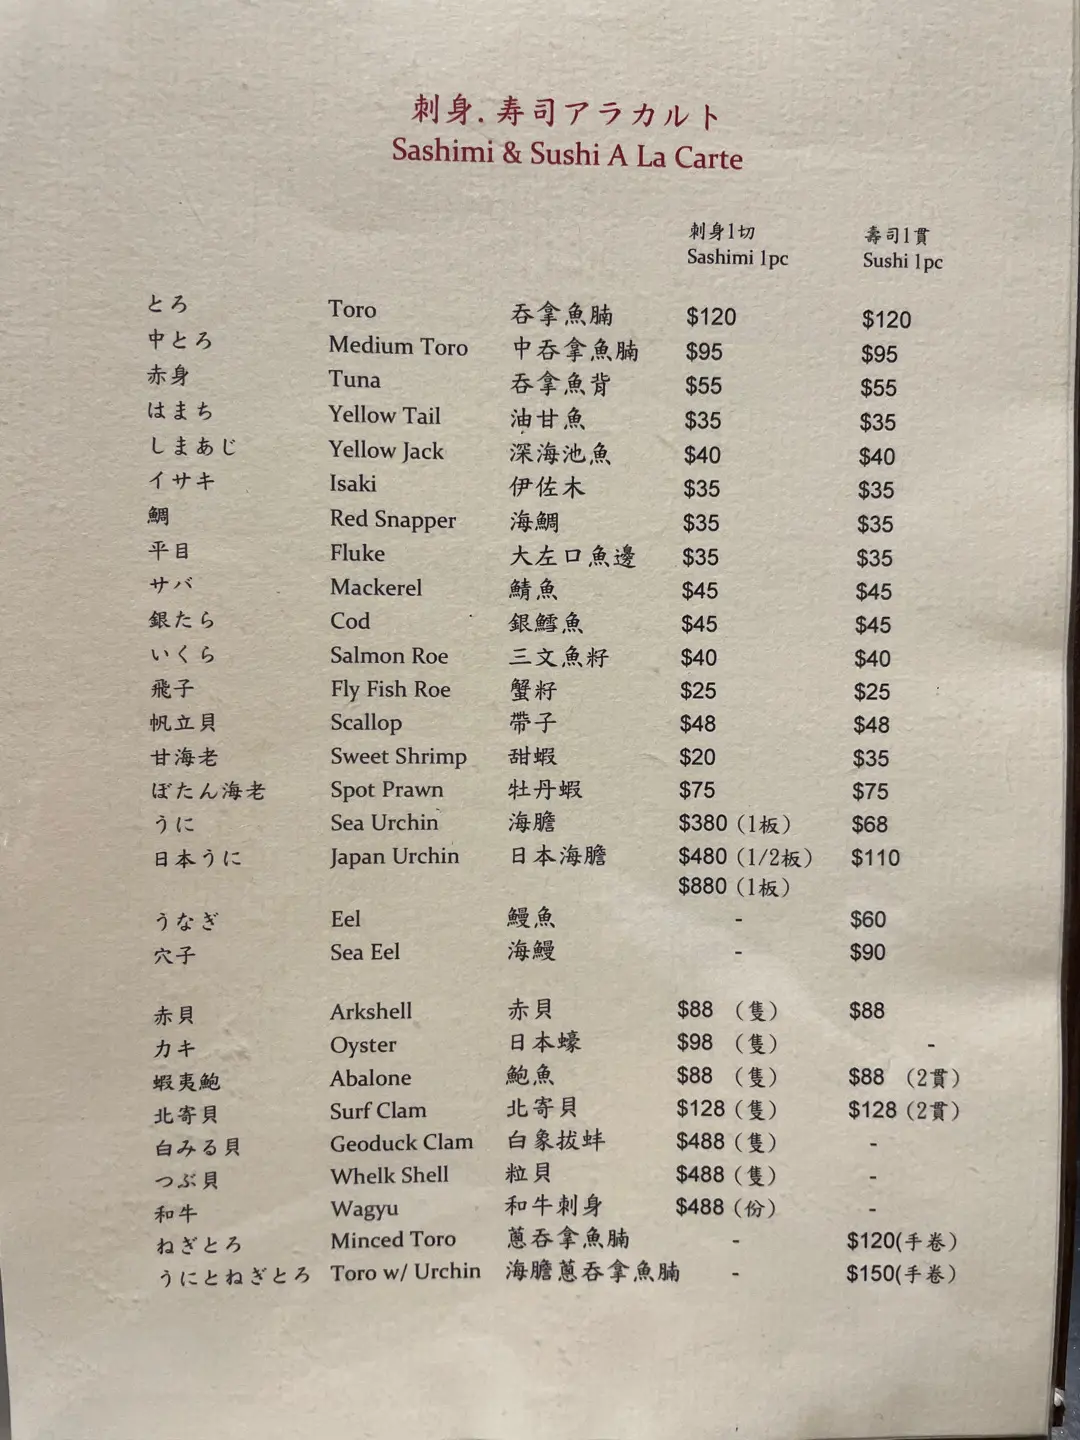 刺身.寿司アラカルト
Sashimi & Sushi A La Carte
刺身1切 壽司1貫
Sashimi 1pc Sushi 1pc
とろ Toro 吞拿魚腩 $120 $120
中とろ Medium Toro 中吞拿魚腩 $95 $95
赤身 Tuna 吞拿魚背 $55 $55
はまち Yellow Tail 油甘魚 $35 $35
しまあじ Yellow Jack 深海池魚 $40 $40
イサキ Isaki 伊佐木 $35 $35
鯛 Red Snapper 海鯛 $35 $35
平目 Fluke 大左口魚邊 $35 $35
サバ Mackerel 鯖魚 $45 $45
銀たら Cod 銀鱈魚 $45 $45
いくら Salmon Roe 三文魚籽 $40 $40
飛子 Fly Fish Roe 蟹籽 $25 $25
帆立貝 Scallop 帶子 $48 $48
甘海老 Sweet Shrimp 甜蝦 $20 $35
ぼたん海老 Spot Prawn 牡丹蝦 $75 $75
うに Sea Urchin 海膽 $380 (1板) $68
日本うに Japan Urchin 日本海膽 $480 (1/2板) $110
$880 (1板)
うなぎ Eel 鰻魚 - $60
穴子 Sea Eel 海鰻 - $90
赤貝 Arkshell 赤貝 $88 (隻) $88
カキ Oyster 日本蠔 $98 (隻) -
蝦夷鮑 Abalone 鮑魚 $88 (隻) $88 (2貫)
北寄貝 Surf Clam 北寄貝 $128 (隻) $128 (2貫)
白みる貝 Geoduck Clam 白象拔蚌 $488 (隻) -
つぶ貝 Whelk Shell 粒貝 $488 (隻) -
和牛 Wagyu 和牛刺身 $488 (份) -
ねぎとろ Minced Toro 蔥吞拿魚腩 - $120(手卷)
うにとねぎとろ Toro w/ Urchin 海膽蔥吞拿魚腩 - $150(手卷)